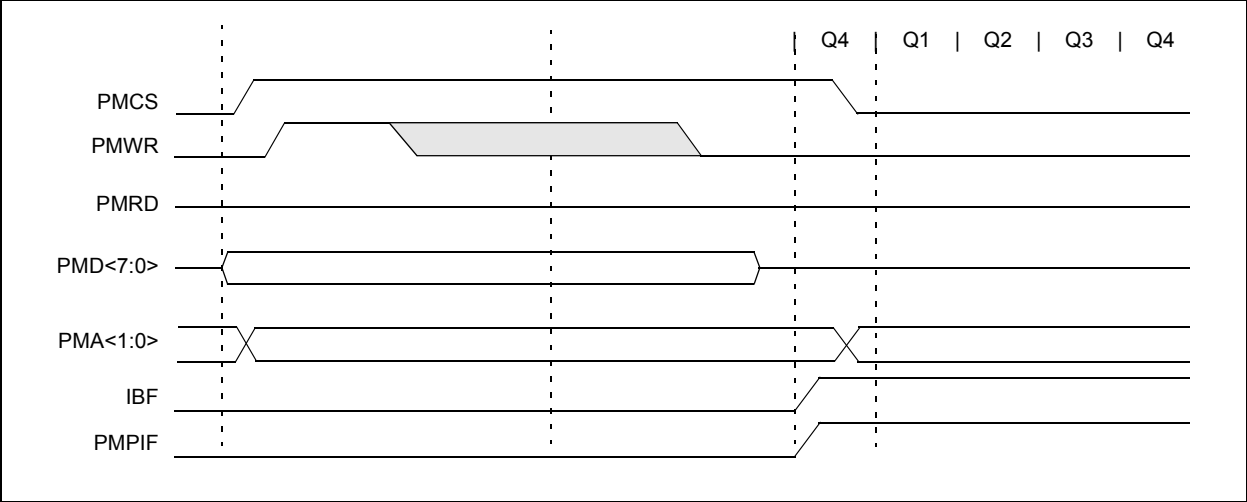 | Q4 | Q1 | Q2 | Q3 | Q4
PMCS
PMWR
PMRD
PMD<7:0>
PMA<1:0>
IBF
PMPIF